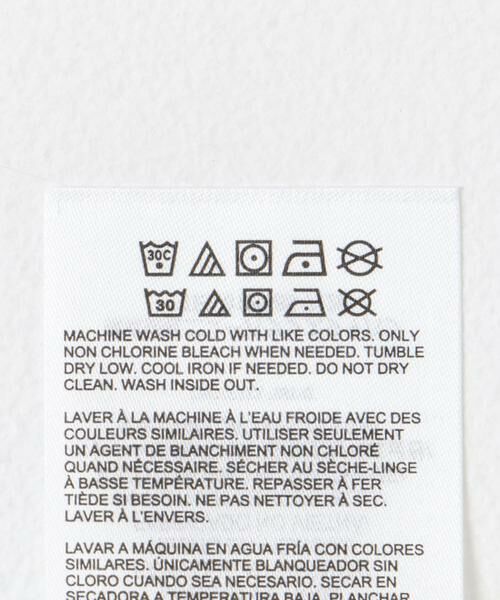 30C
30
MACHINE WASH COLD WITH LIKE COLORS. ONLY
NON CHLORINE BLEACH WHEN NEEDED. TUMBLE
DRY LOW. COOL IRON IF NEEDED. DO NOT DRY
CLEAN. WASH INSIDE OUT.
LAVER À LA MACHINE À L'EAU FROIDE AVEC DES
COULEURS SIMILAIRES. UTILISER SEULEMENT
UN AGENT DE BLANCHIMENT NON CHLORÉ
QUAND NÉCESSAIRE. SÉCHER AU SÈCHE-LINGE
À BASSE TEMPÉRATURE. REPASSER À FER
TIÈDE SI BESOIN. NE PAS NETTOYER À SEC.
LAVER À L'ENVERS.
LAVAR A MÁQUINA EN AGUA FRÍA CON COLORES
SIMILARES. ÚNICAMENTE BLANQUEADOR SIN
CLORO CUANDO SEA NECESARIO. SECAR EN
SECADORA A TEMPERATURA BAJA. PLANCHAR